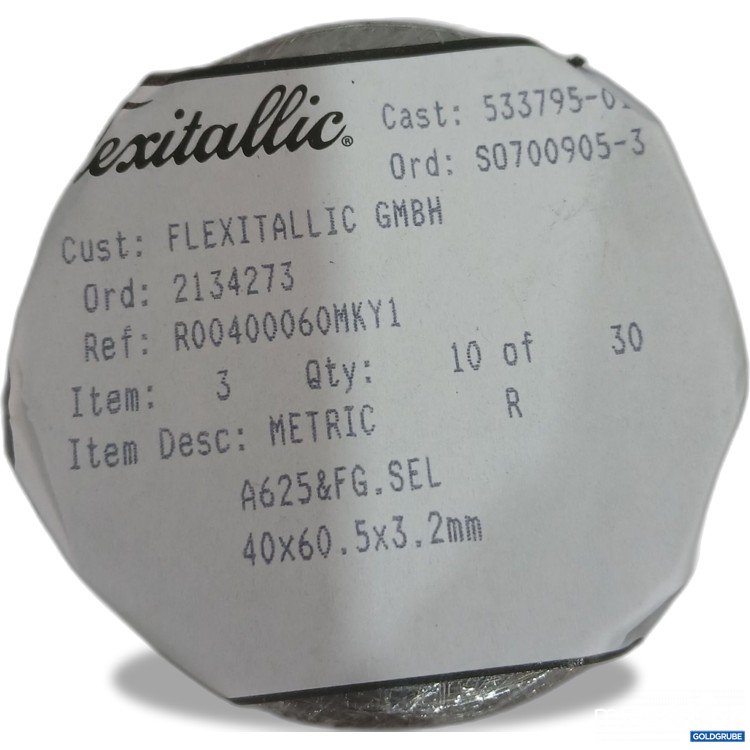 Flexitallic®
Cast: 533795-01
Ord: S0700905-3
Cust: FLEXITALLIC GMBH
Ord: 2134273
Ref: R00400060MKY1
Item: 3 Qty: 10 of 30
Item Desc: METRIC R
A625&FG.SEL
40x60.5x3.2mm
GOLDGRUBE